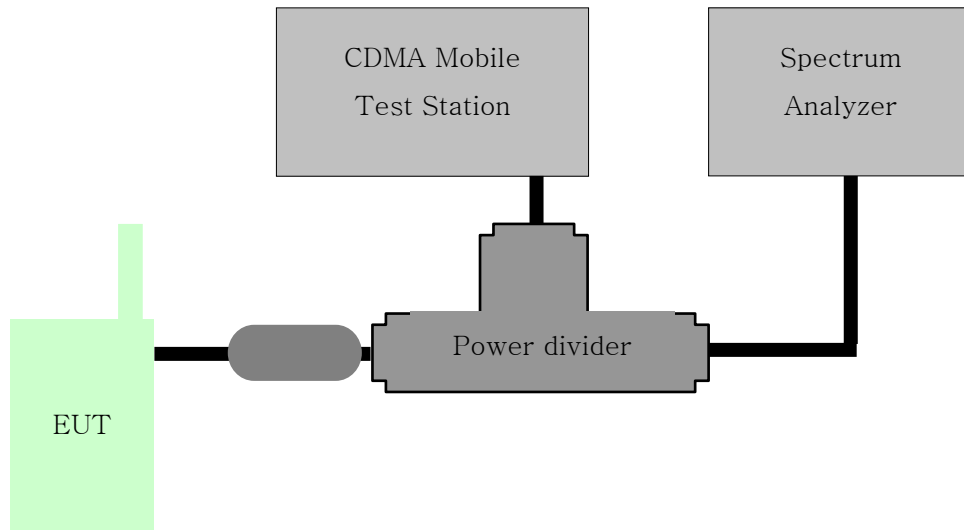 CDMA Mobile
Test Station
Spectrum
Analyzer
Power divider
EUT